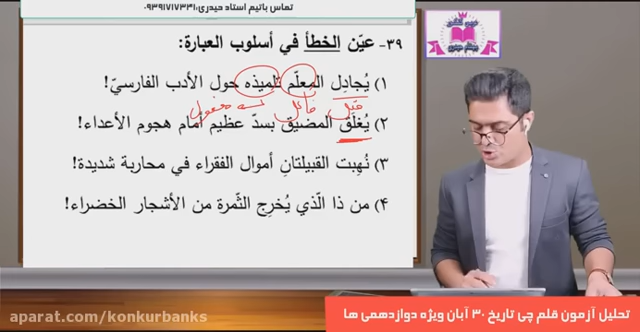 تماس باتیم استاد حیدری:۰۹۳۹۱۷۱۷۳۳۱
۳۹- عيّن الخطأ في أسلوب العبارة:
۱) يُجادِل المعلّم تلميذه حول الأدب الفارسيّ!
فاعل مفعول
۲) يُغلَق المضيق بسدّ عظيم أمام هجوم الأعداء!
۳) نُهِبت القبيلتانِ أموال الفقراء في محاربة شديدة!
۴) من ذا الّذي يُخرِج الثّمرة من الأشجار الخضراء!
تحلیل آزمون قلم چی تاریخ ۳۰ آبان ویژه دوازدهمی ها
aparat.com/konkurbanks